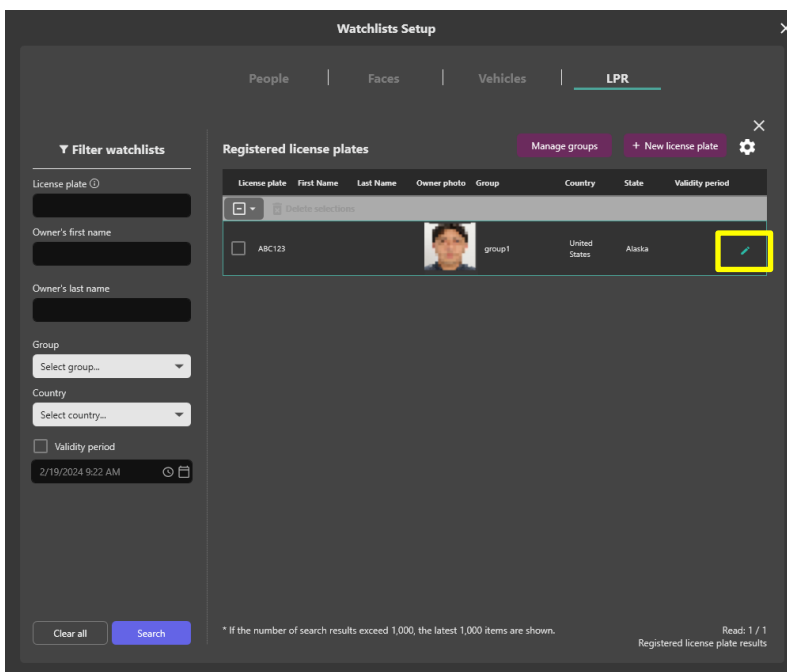 Watchlists Setup
People
Faces
Vehicles
LPR
Filter watchlists
License plate
Owner's first name
Owner's last name
Group
Select group...
Country
Select country...
Validity period
2/19/2024 9:22 AM
Clear all
Search
Registered license plates
Manage groups
+ New license plate
License plate First Name Last Name Owner photo Group Country State Validity period
Delete selections
ABC123 group1 United States Alaska
* If the number of search results exceed 1,000, the latest 1,000 items are shown.
Read: 1 / 1
Registered license plate results